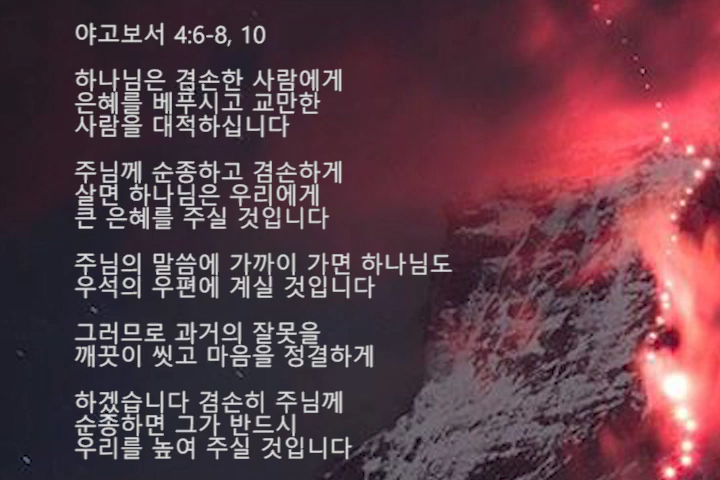 야고보서 4:6-8, 10
하나님은 겸손한 사람에게
은혜를 베푸시고 교만한
사람을 대적하십니다
주님께 순종하고 겸손하게
살면 하나님은 우리에게
큰 은혜를 주실 것입니다
주님의 말씀에 가까이 가면 하나님도
우석의 우편에 계실 것입니다
그러므로 과거의 잘못을
깨끗이 씻고 마음을 정결하게
하겠습니다 겸손히 주님께
순종하면 그가 반드시
우리를 높여 주실 것입니다